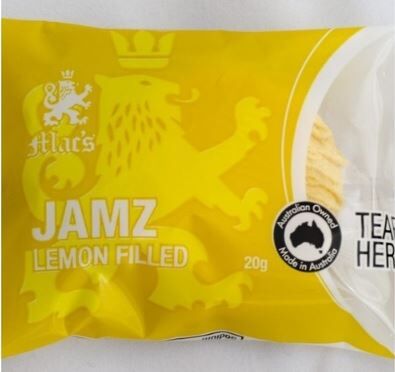 Mac's
JAMZ
LEMON FILLED
20g
Australian Owned
Made in Australia
TEAR
HER